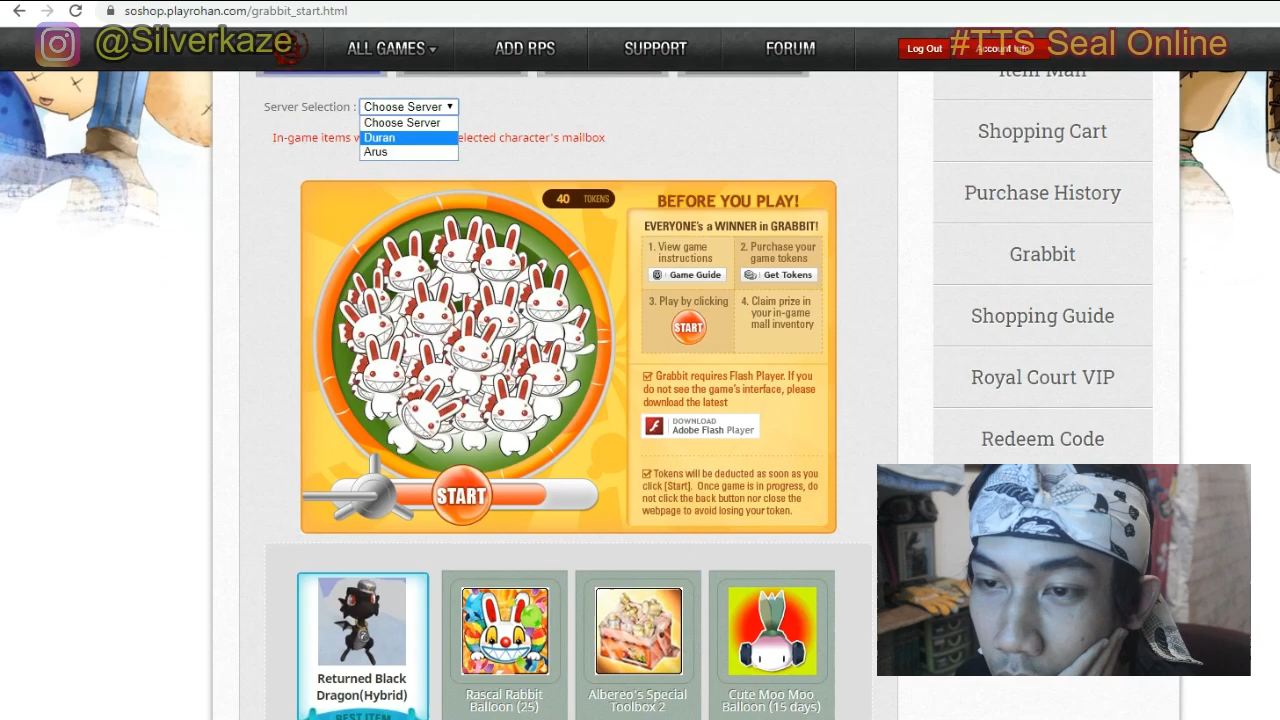 soshop.playrohan.com/grabbit_start.html
@Silverkaze
#TTS Seal Online
ALL GAMES
ADD RPS
SUPPORT
FORUM
Log Out
Account Info
Item Mall
Shopping Cart
Purchase History
Grabbit
Shopping Guide
Royal Court VIP
Redeem Code
Server Selection :
Choose Server
Choose Server
Duran
Arus
In-game items w
elected character's mailbox
40 TOKENS
BEFORE YOU PLAY!
EVERYONE's a WINNER in GRABBIT!
1. View game
instructions
Game Guide
2. Purchase your
game tokens
Get Tokens
3. Play by clicking
START
4. Claim prize in
your in-game
mall inventory
Grabbit requires Flash Player. If you
do not see the game's interface, please
download the latest
DOWNLOAD
Adobe Flash Player
Tokens will be deducted as soon as you
click [Start]. Once game is in progress, do
not click the back button nor close the
webpage to avoid losing your token.
START
Returned Black
Dragon(Hybrid)
BEST ITEM
Rascal Rabbit
Balloon (25)
Albereo's Special
Toolbox 2
Cute Moo Moo
Balloon (15 days)